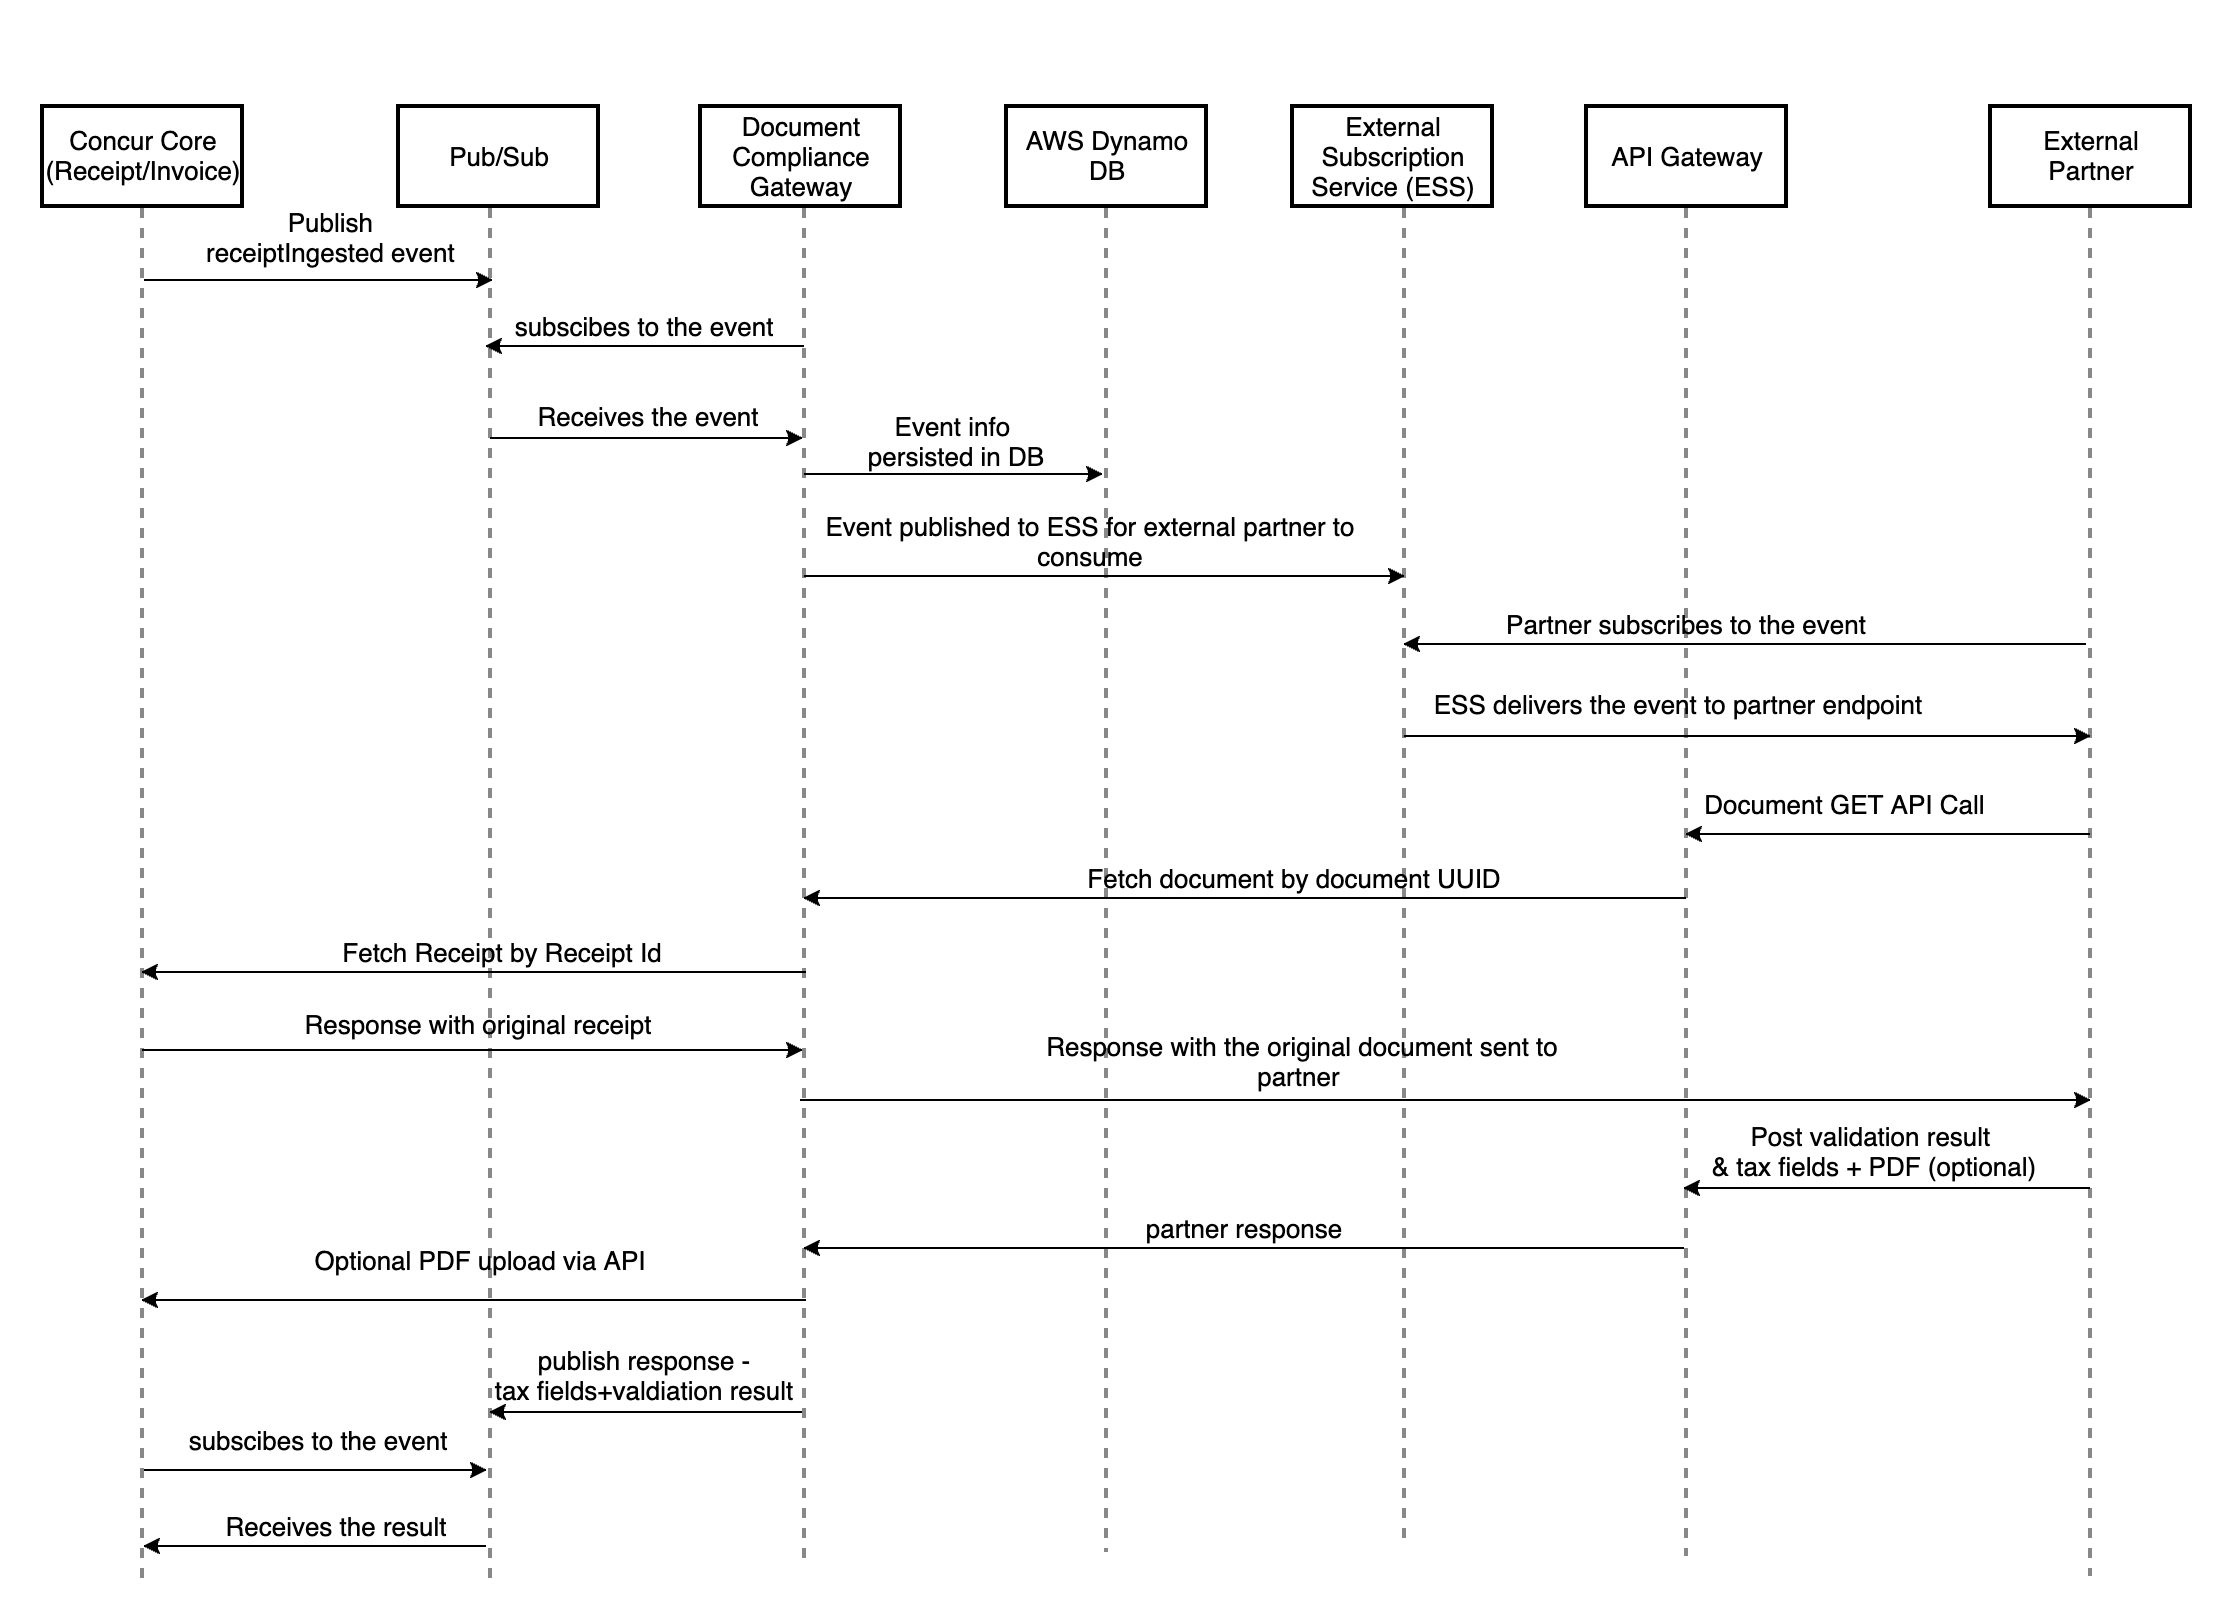 Concur Core
(Receipt/Invoice)
Pub/Sub
Document
Compliance
Gateway
AWS Dynamo
DB
External
Subscription
Service (ESS)
API Gateway
External
Partner
Publish
receiptIngested event
subscibes to the event
Receives the event
Event info
persisted in DB
Event published to ESS for external partner to
consume
Partner subscribes to the event
ESS delivers the event to partner endpoint
Document GET API Call
Fetch document by document UUID
Fetch Receipt by Receipt Id
Response with original receipt
Response with the original document sent to
partner
Post validation result
& tax fields + PDF (optional)
partner response
Optional PDF upload via API
publish response -
tax fields+valdiation result
subscibes to the event
Receives the result